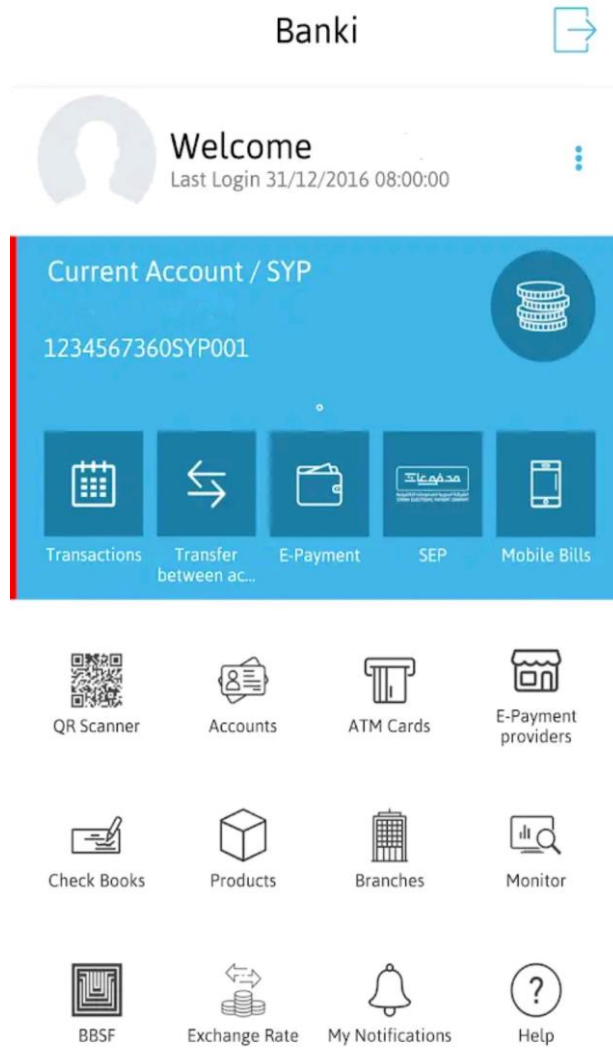 Banki
Welcome
Last Login 31/12/2016 08:00:00
Current Account / SYP
1234567360SYP001
مدفوعاتك
Transactions
Transfer
between ac...
E-Payment
SEP
Mobile Bills
QR Scanner
Accounts
ATM Cards
E-Payment
providers
Check Books
Products
Branches
Monitor
BBSF
Exchange Rate
My Notifications
Help